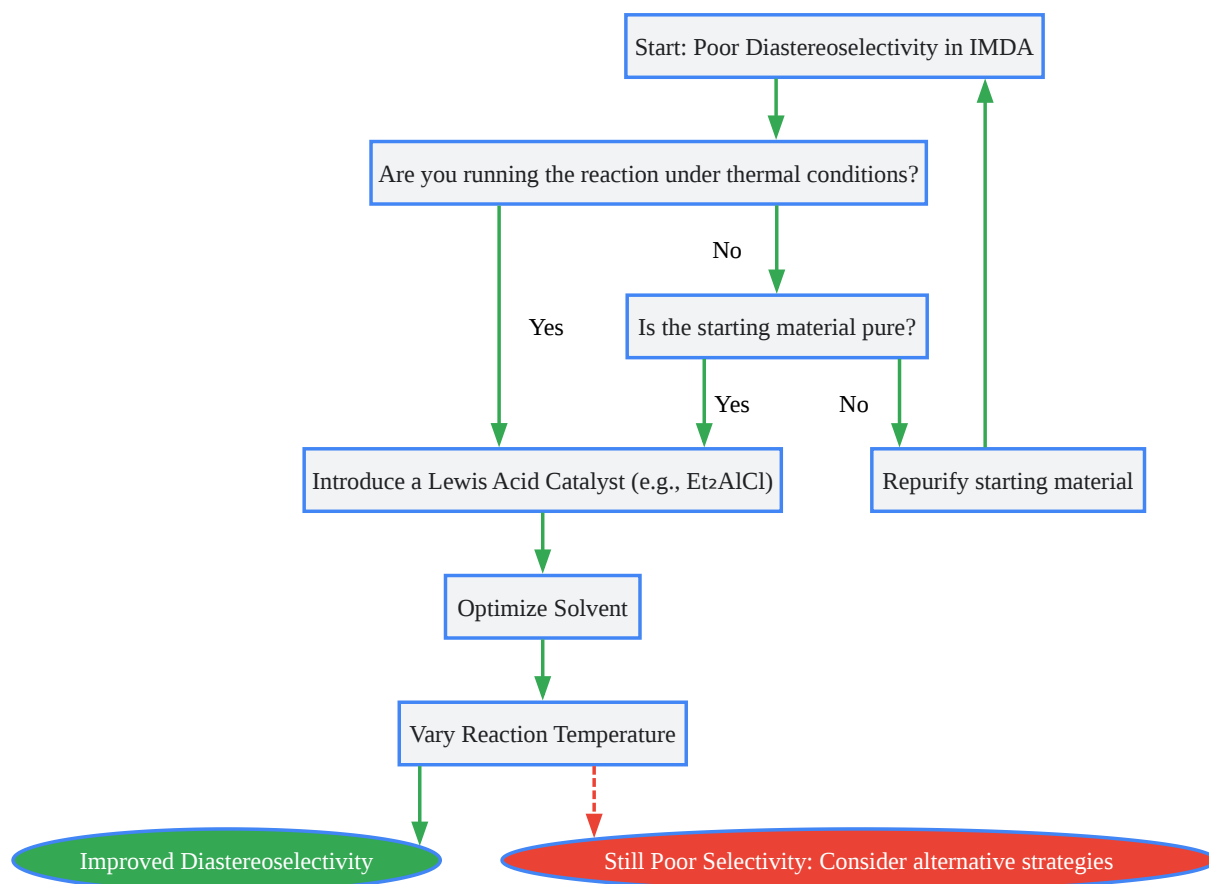 Start: Poor Diastereoselectivity in IMDA
Are you running the reaction under thermal conditions?
No
Yes
Is the starting material pure?
Yes
No
Introduce a Lewis Acid Catalyst (e.g., Et₂AlCl)
Repurify starting material
Optimize Solvent
Vary Reaction Temperature
Improved Diastereoselectivity
Still Poor Selectivity: Consider alternative strategies